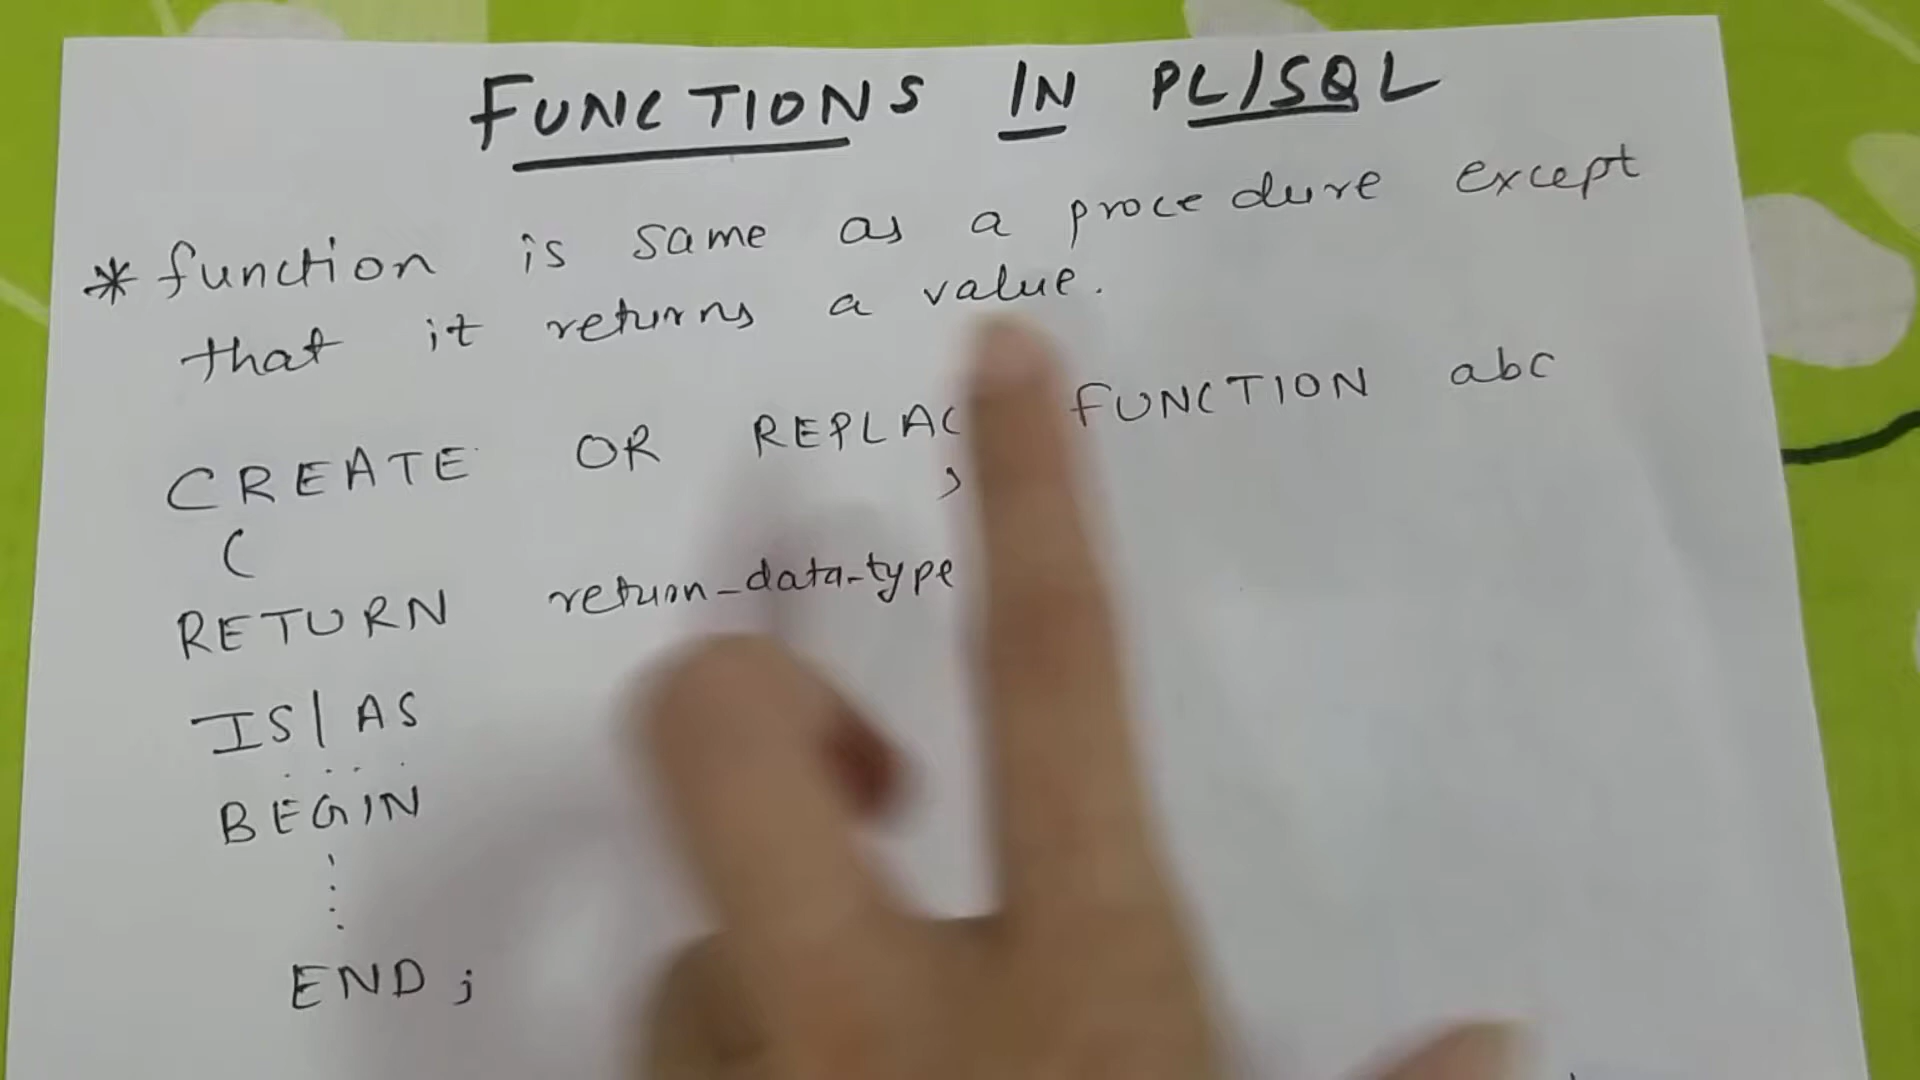 FUNCTIONS IN PL/SQL
* function is same as a procedure except
that it returns a value.
CREATE OR REPLAC FUNCTION abc
( )
RETURN return_data_type
IS|AS
....
BEGIN
END;